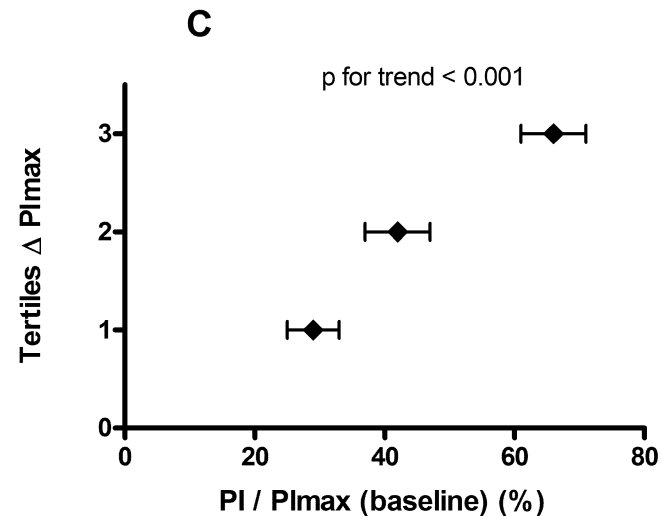 C
p for trend < 0.001
Tertiles Δ PImax
3
2
1
0
0 20 40 60 80
PI / PImax (baseline) (%)